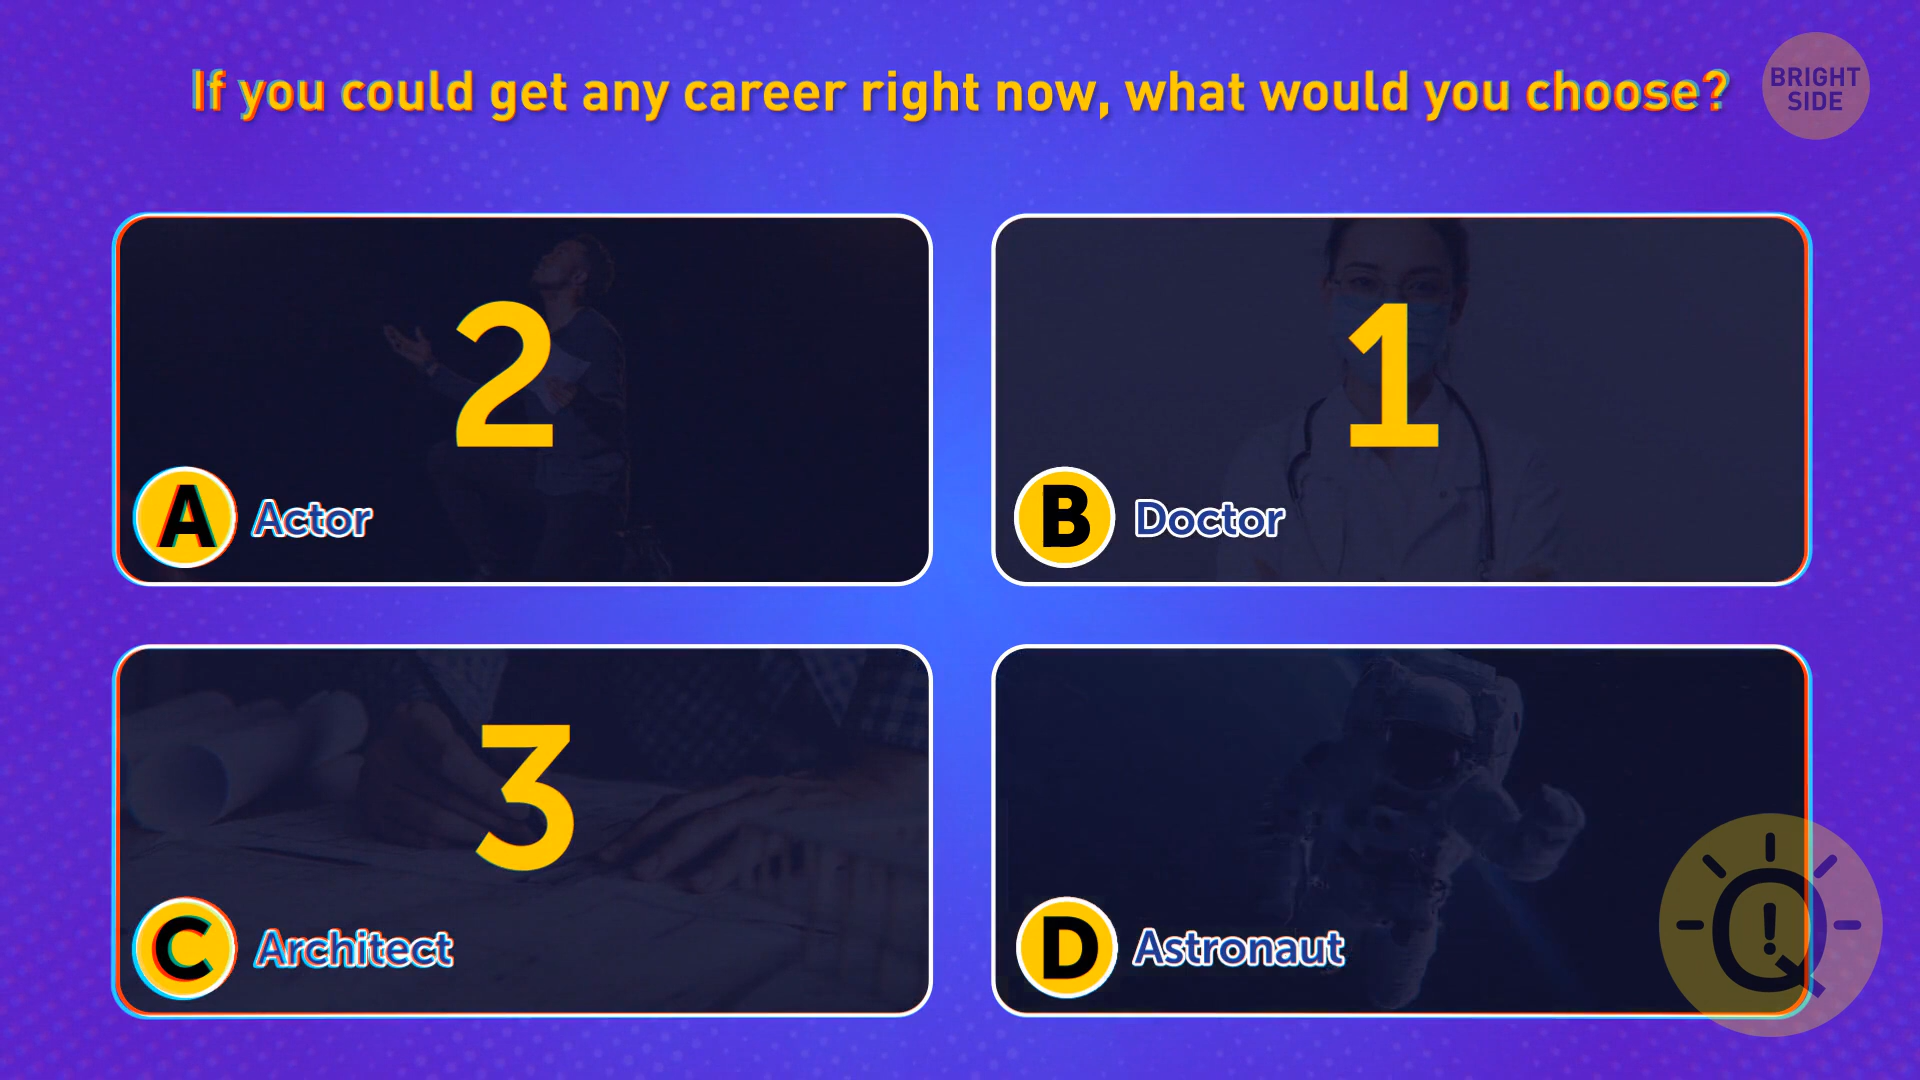 If you could get any career right now, what would you choose?
BRIGHT
SIDE
2
A Actor
1
B Doctor
3
C Architect
D Astronaut
Q!